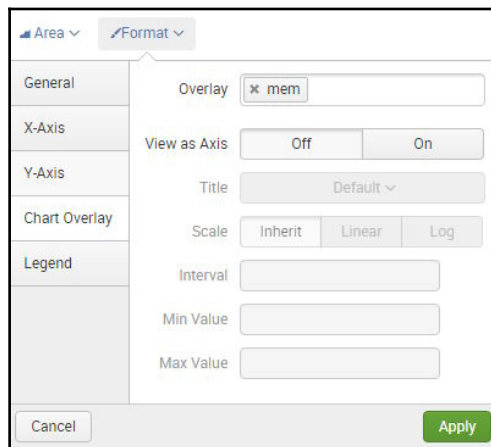 Area Format
General
X-Axis
Y-Axis
Chart Overlay
Legend
Overlay mem
View as Axis Off On
Title Default
Scale Inherit Linear Log
Interval
Min Value
Max Value
Cancel Apply